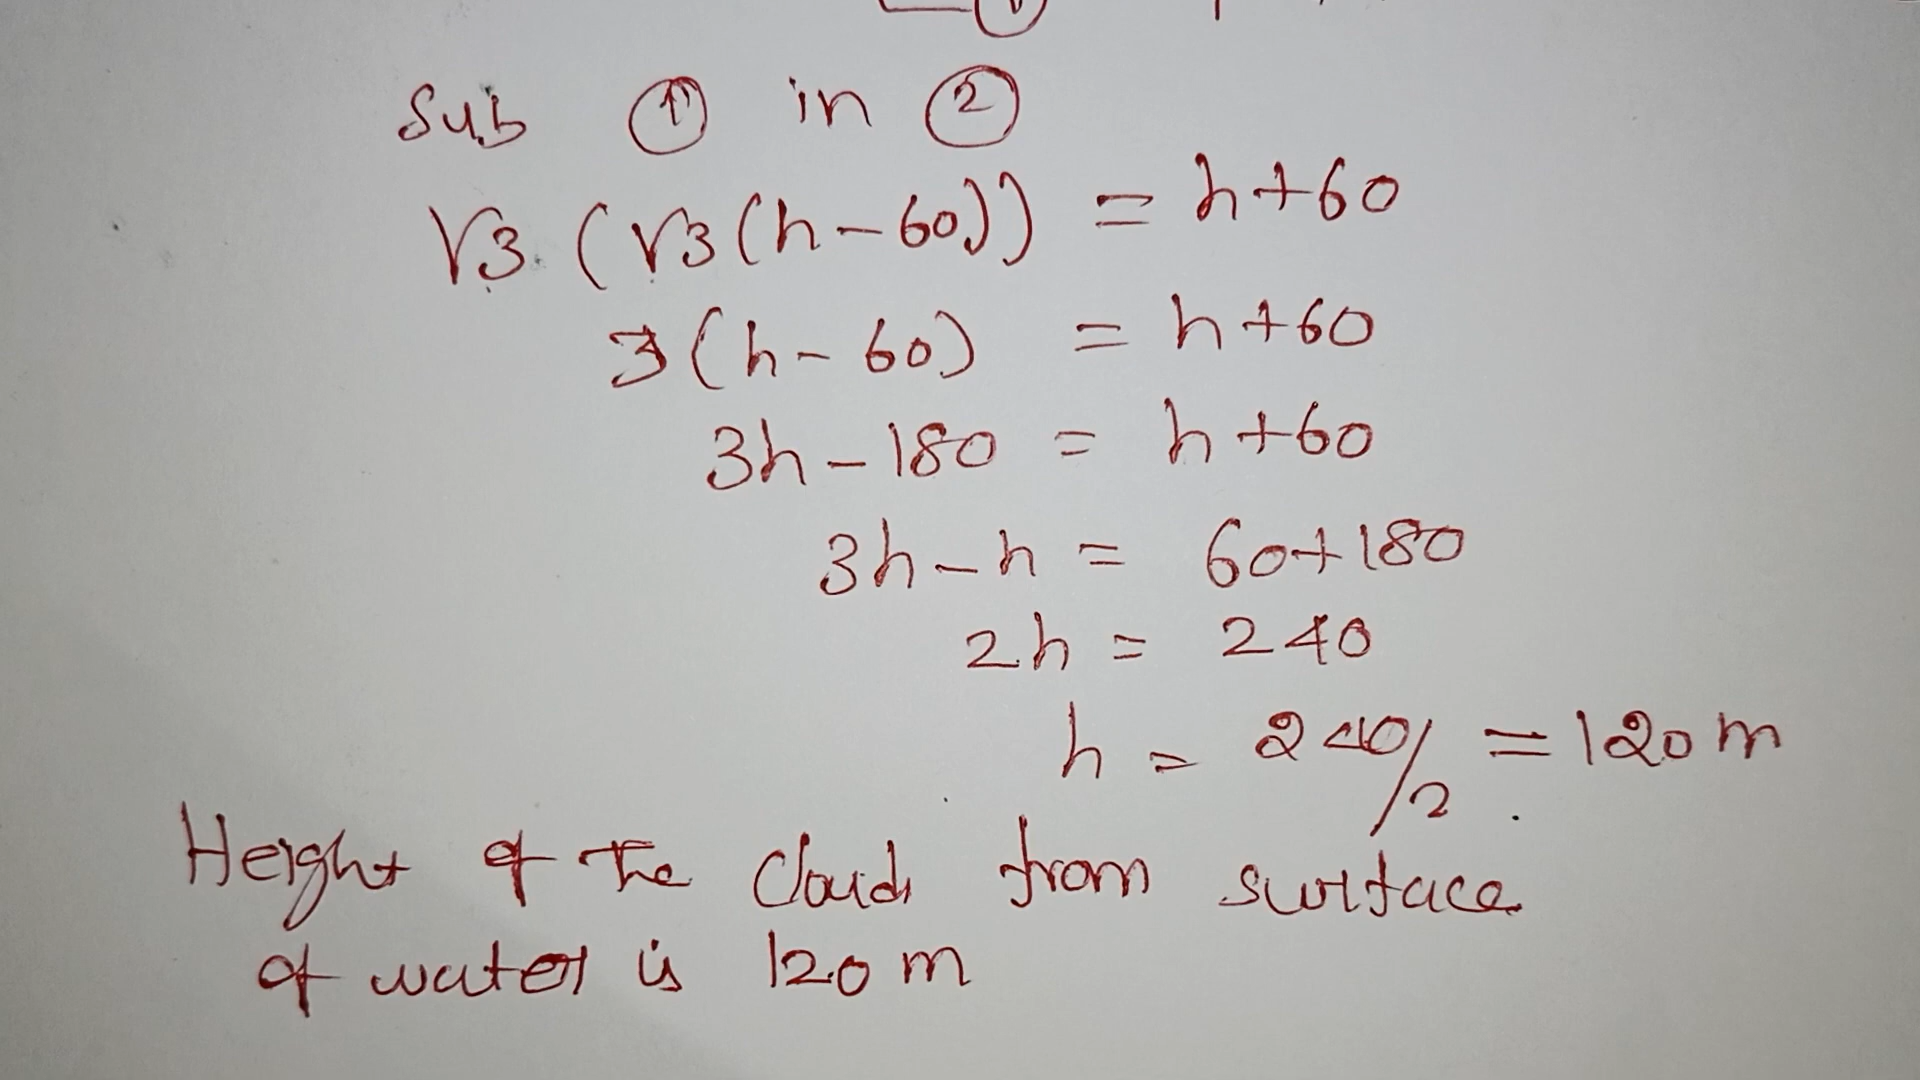 Sub ① in ②
√3 (√3(h-60)) = h+60
3(h-60) = h+60
3h-180 = h+60
3h-h = 60+180
2h = 240
h = 240/2 = 120 m
Height of the Cloud from surface
of water is 120 m